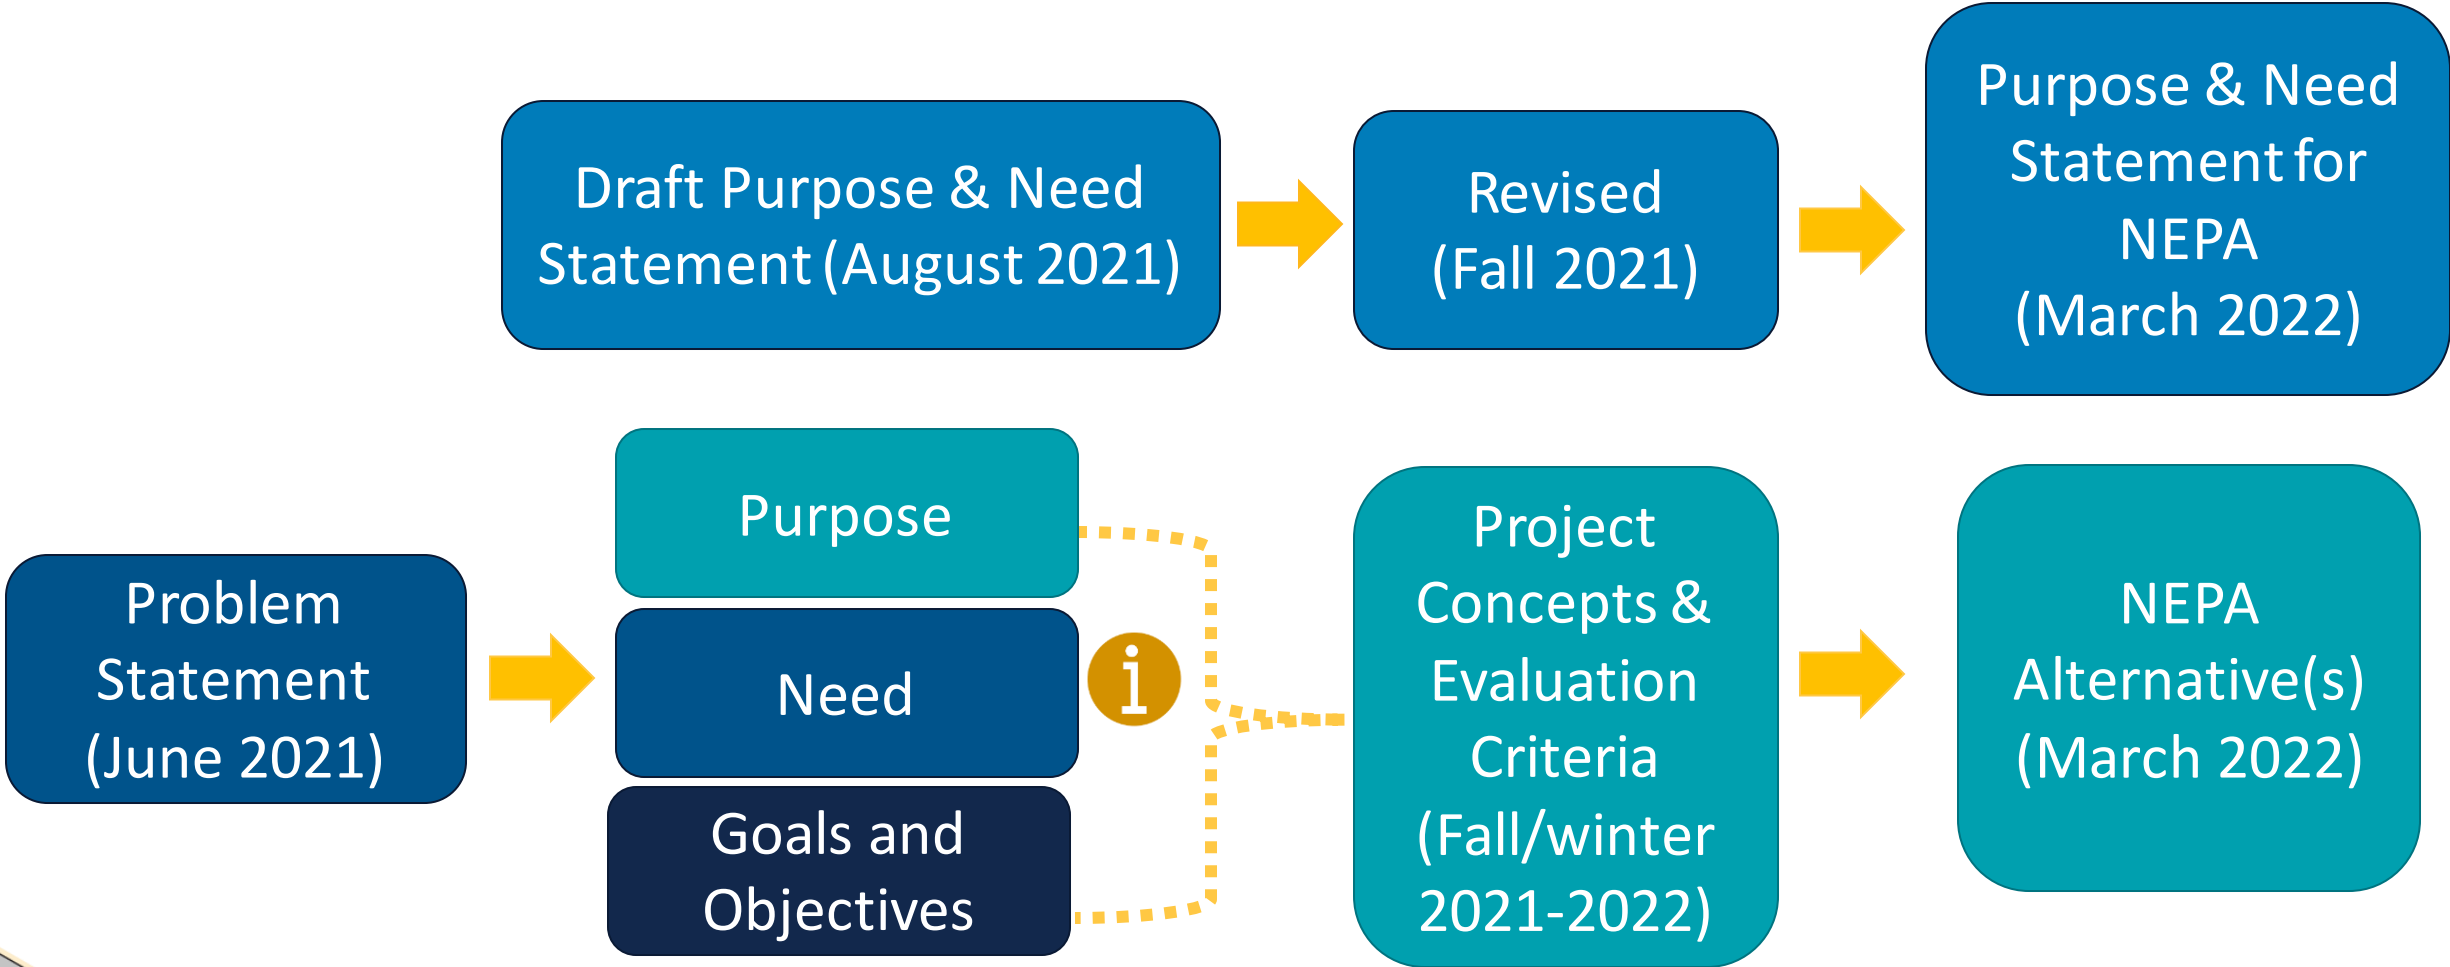 Draft Purpose & Need
Statement (August 2021)
Revised
(Fall 2021)
Purpose & Need
Statement for
NEPA
(March 2022)
Problem
Statement
(June 2021)
Purpose
Need
i
Goals and
Objectives
Project
Concepts &
Evaluation
Criteria
(Fall/winter
2021-2022)
NEPA
Alternative(s)
(March 2022)